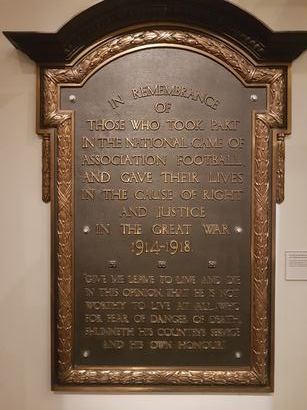 IN REMEMBRANCE
OF
THOSE WHO TOOK PART
IN THE NATIONAL GAME OF
ASSOCIATION FOOTBALL
AND GAVE THEIR LIVES
IN THE CAUSE OF RIGHT
AND JUSTICE
IN THE GREAT WAR
1914-1918.
"GIVE ME LEAVE TO LIVE AND DIE
IN THIS OPINION, THAT HE IS NOT
WORTHY TO LIVE AT ALL, WHO
FOR FEAR OF DANGER OF DEATH,
SHUNNETH HIS COUNTRY'S SERVICE
AND HIS OWN HONOUR."